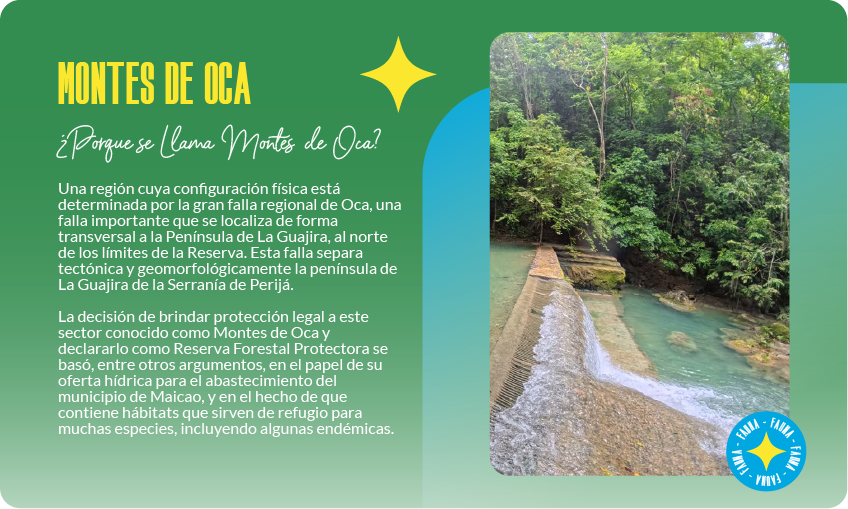 MONTES DE OCA
¿Porque se Llama Montes de Oca?
Una región cuya configuración física está
determinada por la gran falla regional de Oca, una
falla importante que se localiza de forma
transversal a la Península de La Guajira, al norte
de los límites de la Reserva. Esta falla separa
tectónica y geomorfológicamente la península de
La Guajira de la Serranía de Perijá.
La decisión de brindar protección legal a este
sector conocido como Montes de Oca y
declararlo como Reserva Forestal Protectora se
basó, entre otros argumentos, en el papel de su
oferta hídrica para el abastecimiento del
municipio de Maicao, y en el hecho de que
contiene hábitats que sirven de refugio para
muchas especies, incluyendo algunas endémicas.
FAUNA - FAUNA - FAUNA - FAUNA - FAUNA -